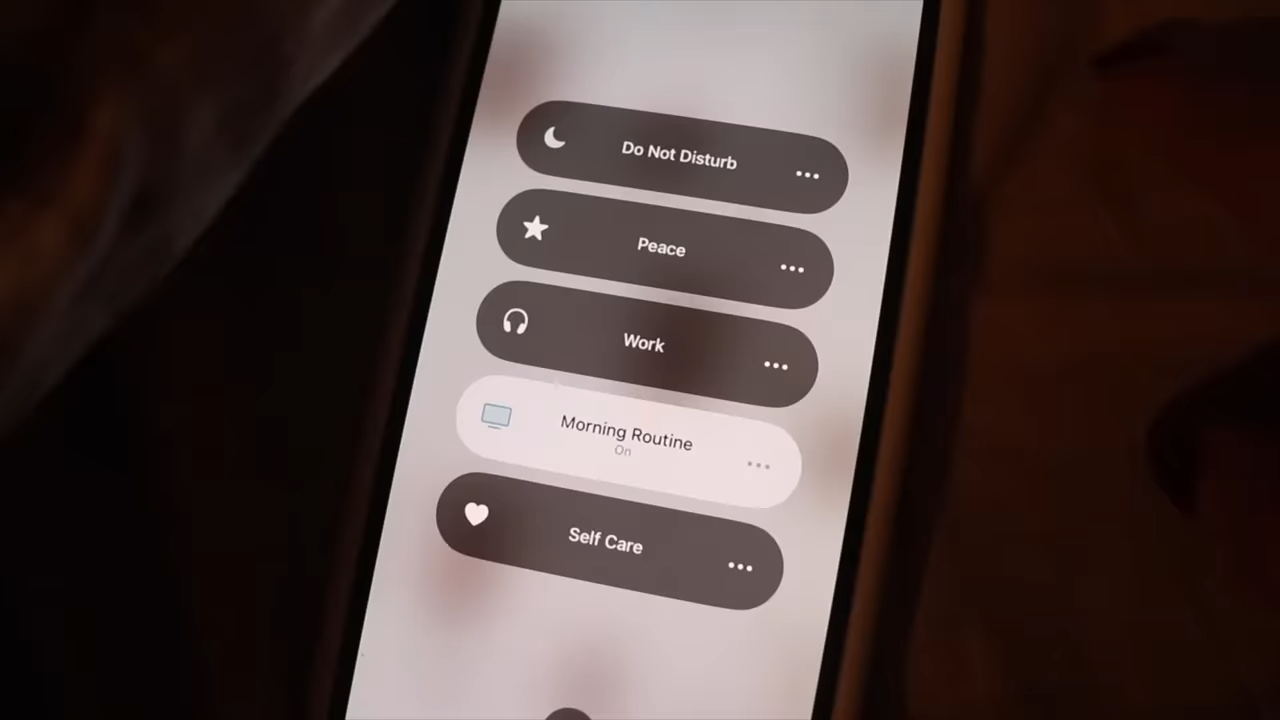 Do Not Disturb
Peace
Work
Morning Routine
On
Self Care